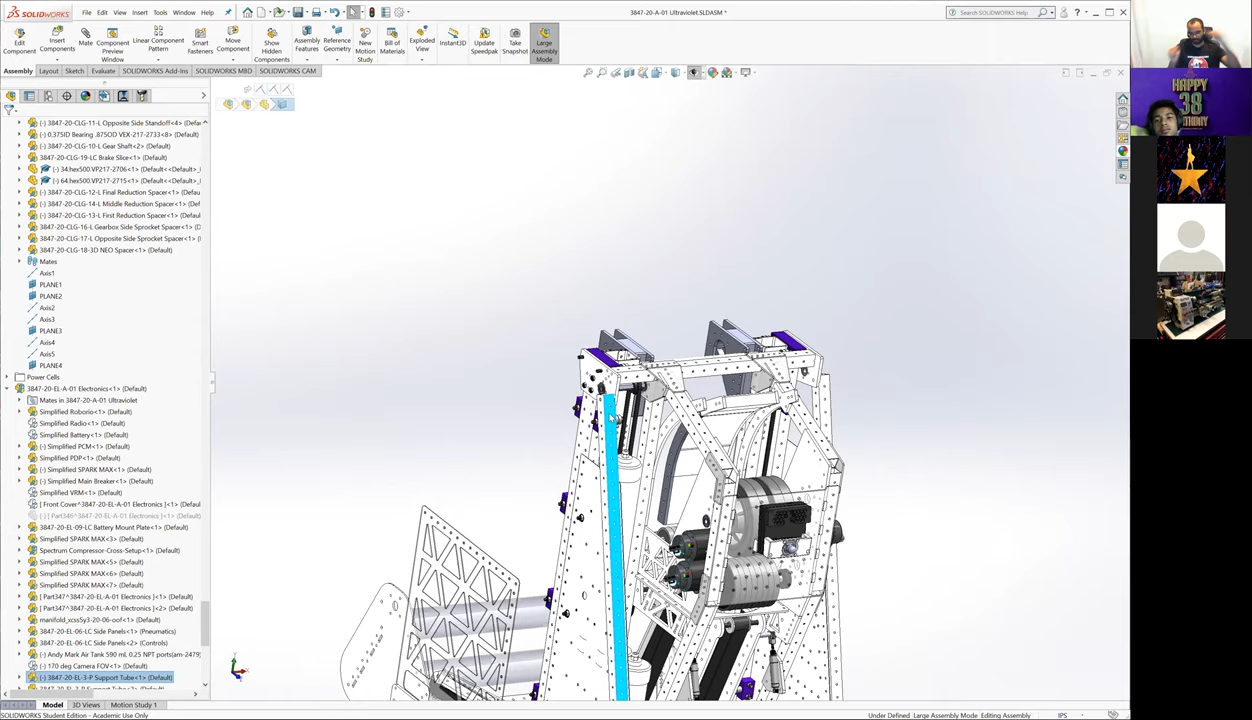 SOLIDWORKS File Edit View Insert Tools Window Help
3847-20-A-01 Ultraviolet.SLDASM *
Search SOLIDWORKS Help
Edit Component
Insert Components
Mate
Component Preview Window
Linear Component Pattern
Smart Fasteners
Move Component
Show Hidden Components
Assembly Features
Reference Geometry
New Motion Study
Bill of Materials
Exploded View
Instant3D
Update Speedpak
Take Snapshot
Large Assembly Mode
Assembly Layout Sketch Evaluate SOLIDWORKS Add-Ins SOLIDWORKS MBD SOLIDWORKS CAM
(-) 3847-20-CLG-11-L Opposite Side Standoff<4> (Defau
(-) 0.375ID Bearing .875OD VEX-217-2733<8> (Default)
(-) 3847-20-CLG-10-L Gear Shaft<2> (Default)
3847-20-CLG-19-LC Brake Slice<1> (Default)
(-) 34.hex500.VP217-2706<1> (Default<<Default>_
(-) 64.hex500.VP217-2715<1> (Default<<Default>_
(-) 3847-20-CLG-12-L Final Reduction Spacer<1> (Defau
(-) 3847-20-CLG-14-L Middle Reduction Spacer<1> (Def
(-) 3847-20-CLG-13-L First Reduction Spacer<1> (Defau
3847-20-CLG-16-L Gearbox Side Sprocket Spacer<1> (D
3847-20-CLG-17-L Opposite Side Sprocket Spacer<1> (
3847-20-CLG-18-3D NEO Spacer<1> (Default)
Mates
Axis1
PLANE1
PLANE2
Axis2
Axis3
PLANE3
Axis4
Axis5
PLANE4
Power Cells
3847-20-EL-A-01 Electronics<1> (Default)
Mates in 3847-20-A-01 Ultraviolet
Simplified Roborio<1> (Default)
Simplified Radio<1> (Default)
Simplified Battery<1> (Default)
(-) Simplified PCM<1> (Default)
Simplified PDP<1> (Default)
(-) Simplified SPARK MAX<1> (Default)
(-) Simplified Main Breaker<1> (Default)
Simplified VRM<1> (Default)
[ Front Cover^3847-20-EL-A-01 Electronics ]<1> (Default)
[ Part346^3847-20-EL-A-01 Electronics ]<1> (Default)
3847-20-EL-09-LC Battery Mount Plate<1> (Default)
Simplified SPARK MAX<3> (Default)
Spectrum Compressor-Cross-Setup<1> (Default)
Simplified SPARK MAX<5> (Default)
Simplified SPARK MAX<6> (Default)
Simplified SPARK MAX<7> (Default)
[ Part347^3847-20-EL-A-01 Electronics ]<1> (Default)
[ Part347^3847-20-EL-A-01 Electronics ]<2> (Default)
manifold_xcss5y3-20-06-oof<1> (Default)
3847-20-EL-06-LC Side Panels<1> (Pneumatics)
3847-20-EL-06-LC Side Panels<2> (Controls)
(-) Andy Mark Air Tank 590 ml, 0.25 NPT ports(am-2479)
(-) 170 deg Camera FOV<1> (Default)
(-) 3847-20-EL-3-P Support Tube<1> (Default)
HAPPY
38
BIRTHDAY
Model 3D Views Motion Study 1
SOLIDWORKS Student Edition - Academic Use Only
Under Defined Large Assembly Mode Editing Assembly IPS